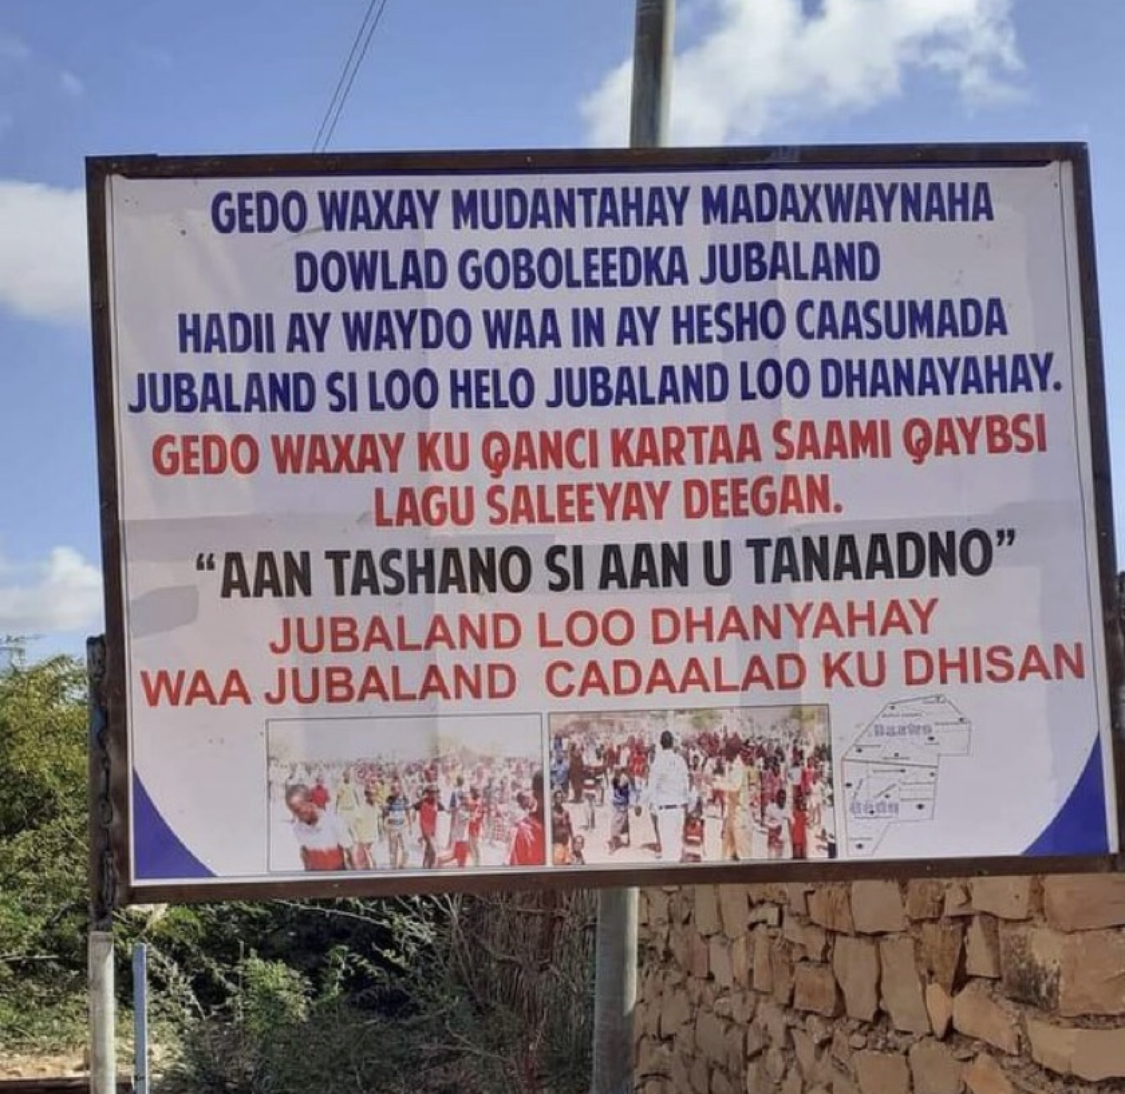 GEDO WAXAY MUDANTAHAY MADAXWAYNAHA
DOWLAD GOBOLEEDKA JUBALAND
HADII AY WAYDO WAA IN AY HESHO CAASUMADA
JUBALAND SI LOO HELO JUBALAND LOO DHANAYAHAY.
GEDO WAXAY KU QANCI KARTAA SAAMI QAYBSI
LAGU SALEEYAY DEEGAN.
“AAN TASHANO SI AAN U TANAADNO”
JUBALAND LOO DHANYAHAY
WAA JUBALAND CADAALAD KU DHISAN